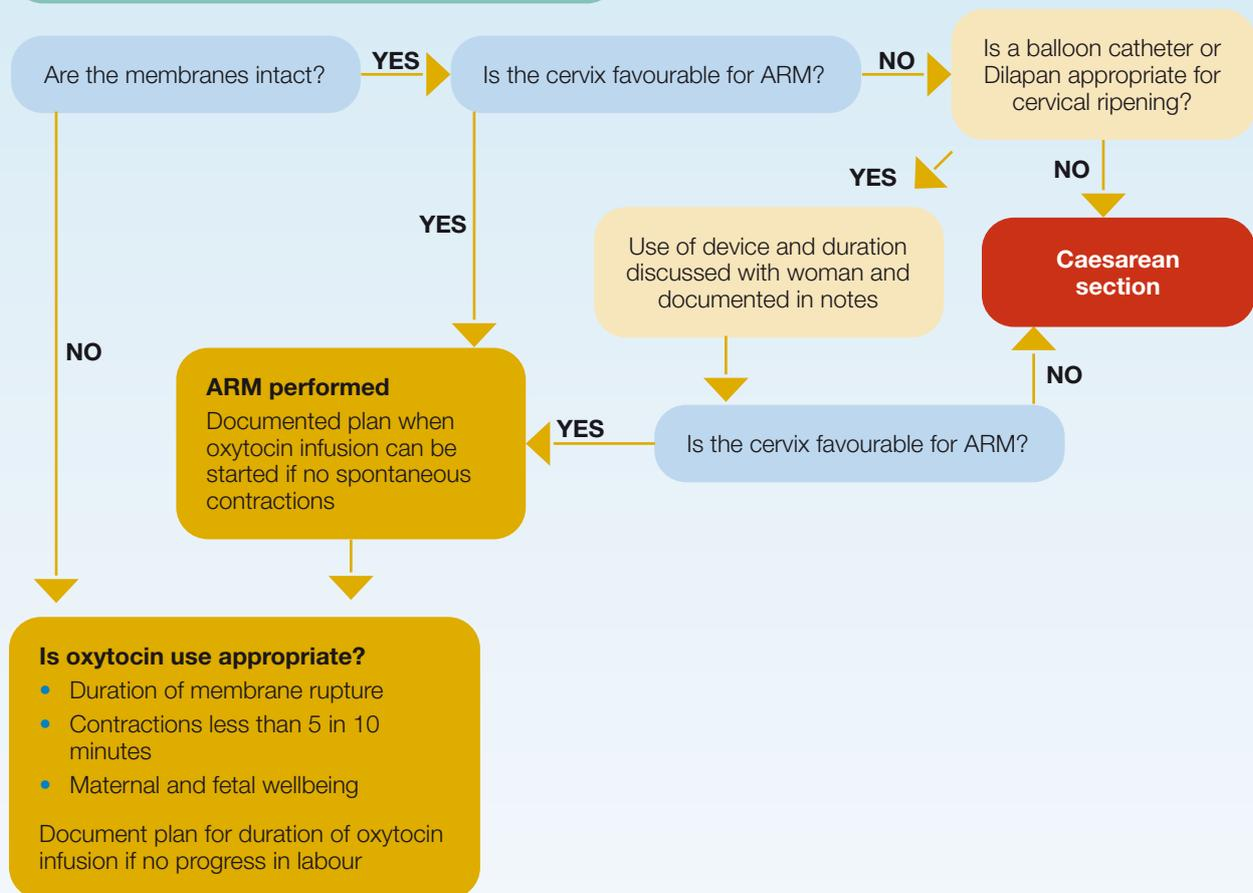 Are the membranes intact?
YES
Is the cervix favourable for ARM?
NO
Is a balloon catheter or
Dilapan appropriate for
cervical ripening?
YES
NO
YES
Use of device and duration
discussed with woman and
documented in notes
Caesarean
section
NO
NO
ARM performed
Documented plan when
oxytocin infusion can be
started if no spontaneous
contractions
YES
Is the cervix favourable for ARM?
Is oxytocin use appropriate?
• Duration of membrane rupture
• Contractions less than 5 in 10
minutes
• Maternal and fetal wellbeing
Document plan for duration of oxytocin
infusion if no progress in labour